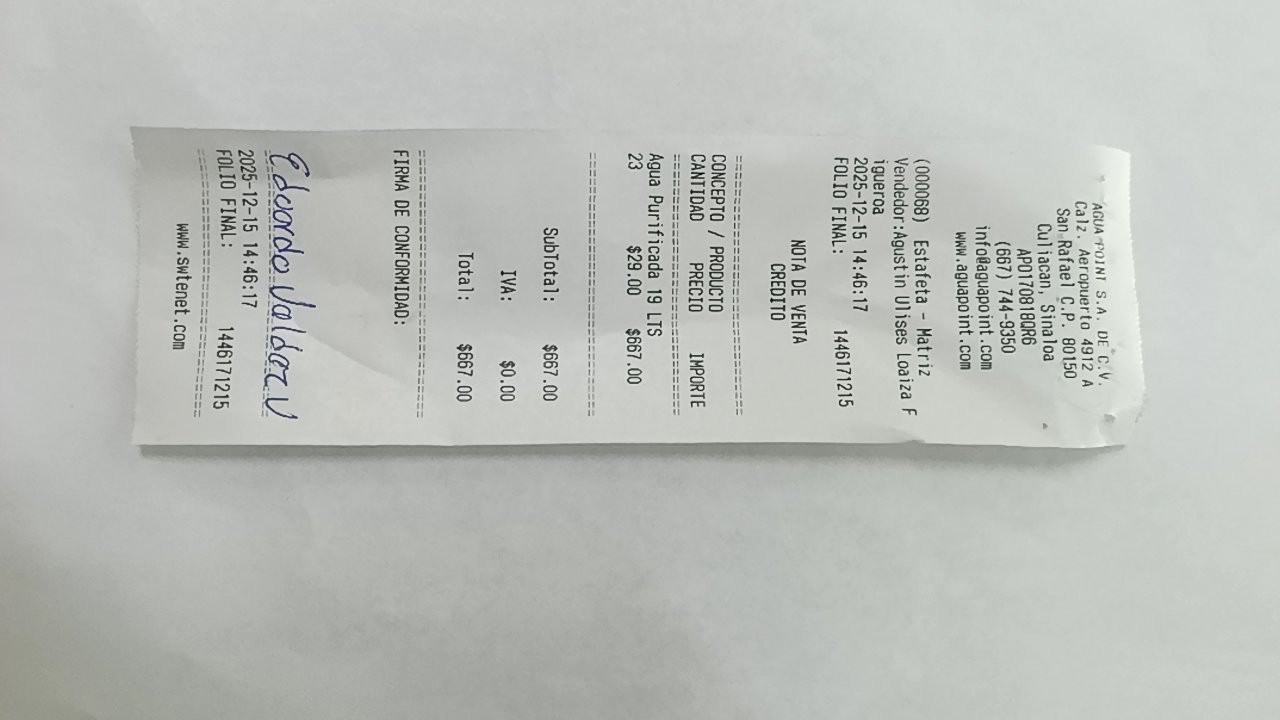 AGUA POINT S.A. DE C.V.
Calz. Aeropuerto 4912 A
San Rafael C.P. 80150
Culiacan, Sinaloa
APO170818QR6
(667) 744-9350
info@aguapoint.com
www.aguapoint.com
(000068) Estafeta - Matriz
Vendedor:Agustin Ulises Loaiza F
igueroa
2025-12-15 14:46:17
FOLIO FINAL: 1446171215
NOTA DE VENTA
CREDITO
================================
CONCEPTO / PRODUCTO
CANTIDAD PRECIO IMPORTE
================================
Agua Purificada 19 LTS
23 $29.00 $667.00
================================
SubTotal: $667.00
IVA: $0.00
Total: $667.00
================================
FIRMA DE CONFORMIDAD:
Eduardo Valdez V
================================
2025-12-15 14:46:17
FOLIO FINAL: 1446171215
================================
www.swtenet.com